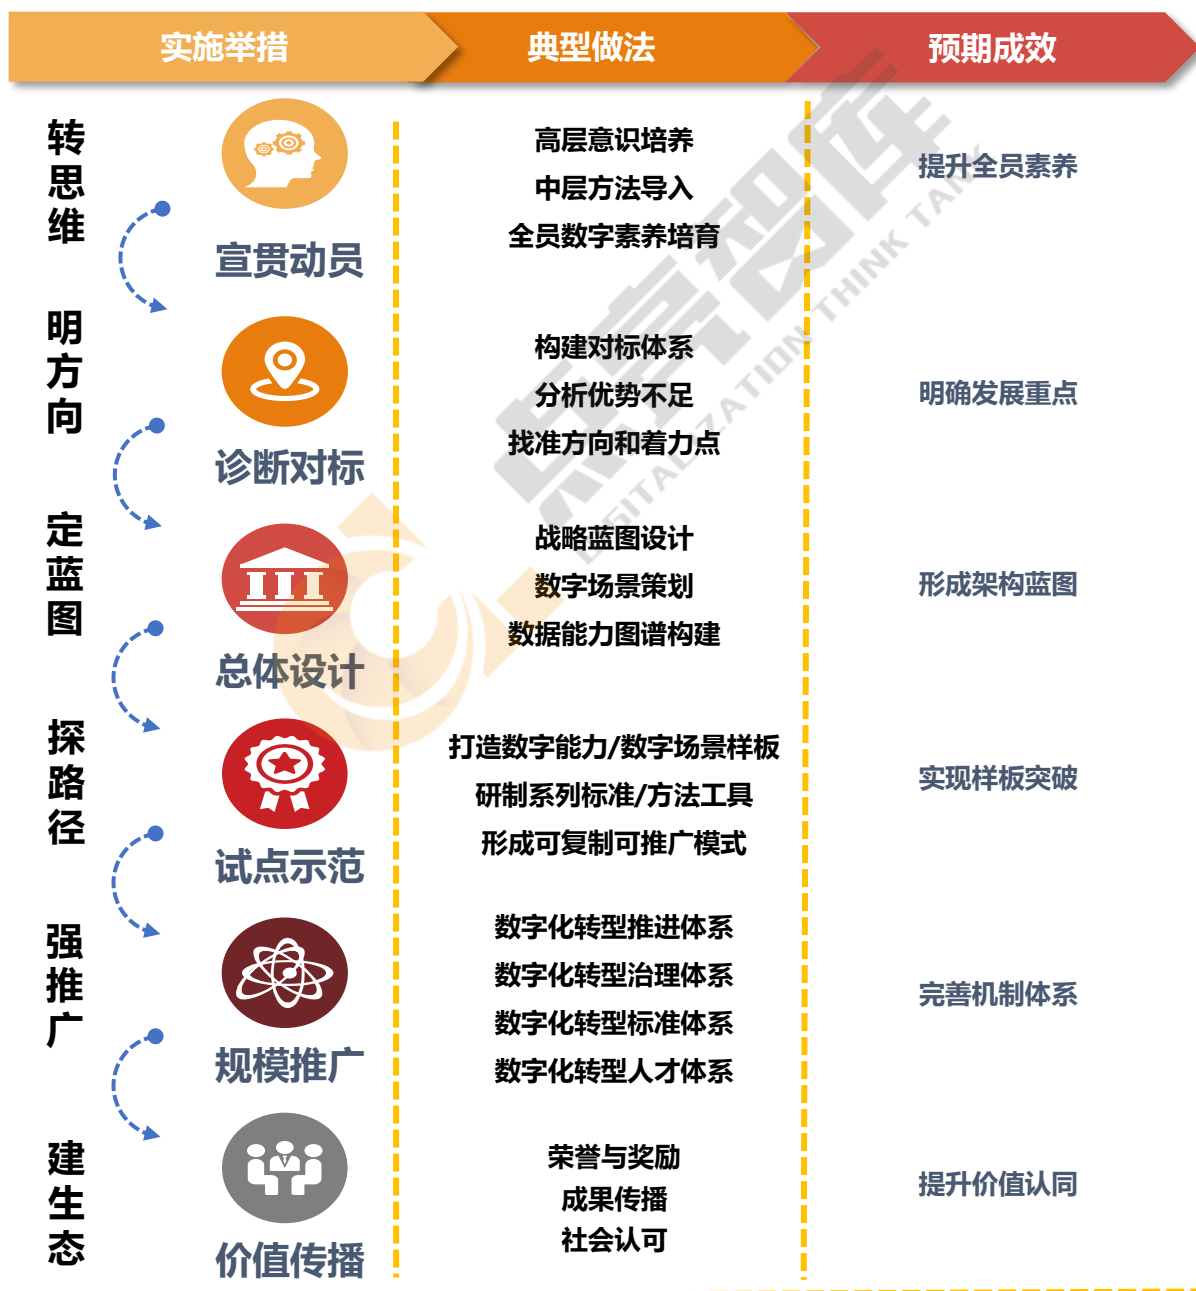 实施举措
典型做法
预期成效
转思维
宣贯动员
高层意识培养
中层方法导入
全员数字素养培育
提升全员素养
明方向
诊断对标
构建对标体系
分析优势不足
找准方向和着力点
明确发展重点
定蓝图
总体设计
战略蓝图设计
数字场景策划
数据能力图谱构建
形成架构蓝图
探路径
试点示范
打造数字能力/数字场景样板
研制系列标准/方法工具
形成可复制可推广模式
实现样板突破
强推广
规模推广
数字化转型推进体系
数字化转型治理体系
数字化转型标准体系
数字化转型人才体系
完善机制体系
建生态
价值传播
荣誉与奖励
成果传播
社会认可
提升价值认同
点亮智库
DIGITALIZATION THINK TANK